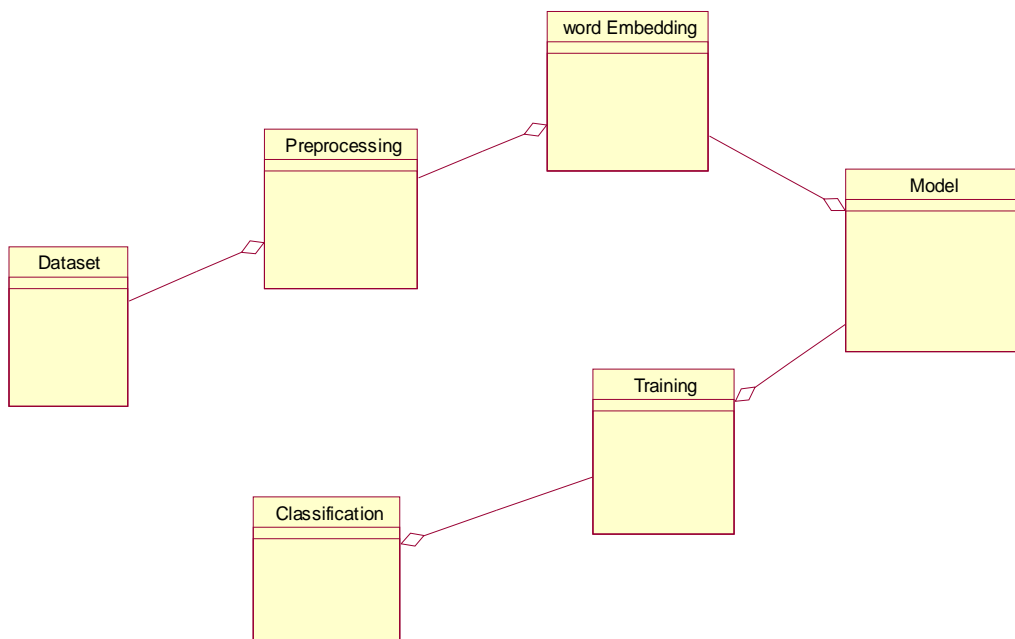 word Embedding
Preprocessing
Model
Dataset
Training
Classification